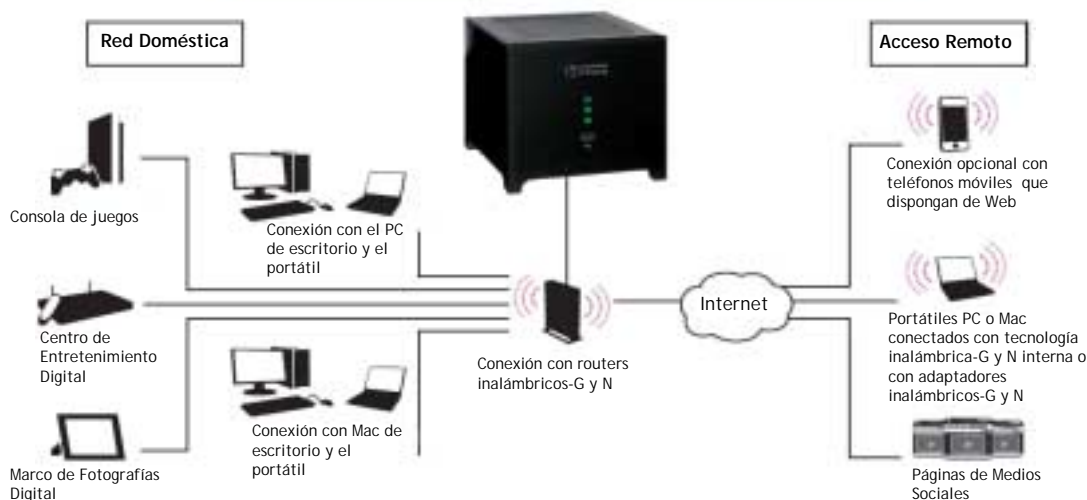 Red Doméstica
Acceso Remoto
Consola de juegos
Conexión con el PC
de escritorio y el
portátil
Centro de
Entretenimiento
Digital
Conexión con Mac de
escritorio y el
portátil
Marco de Fotografías
Digital
Conexión con routers
inalámbricos-G y N
Internet
Conexión opcional con
teléfonos móviles que
dispongan de Web
Portátiles PC o Mac
conectados con tecnología
inalámbrica-G y N interna o
con adaptadores
inalámbricos-G y N
Páginas de Medios
Sociales